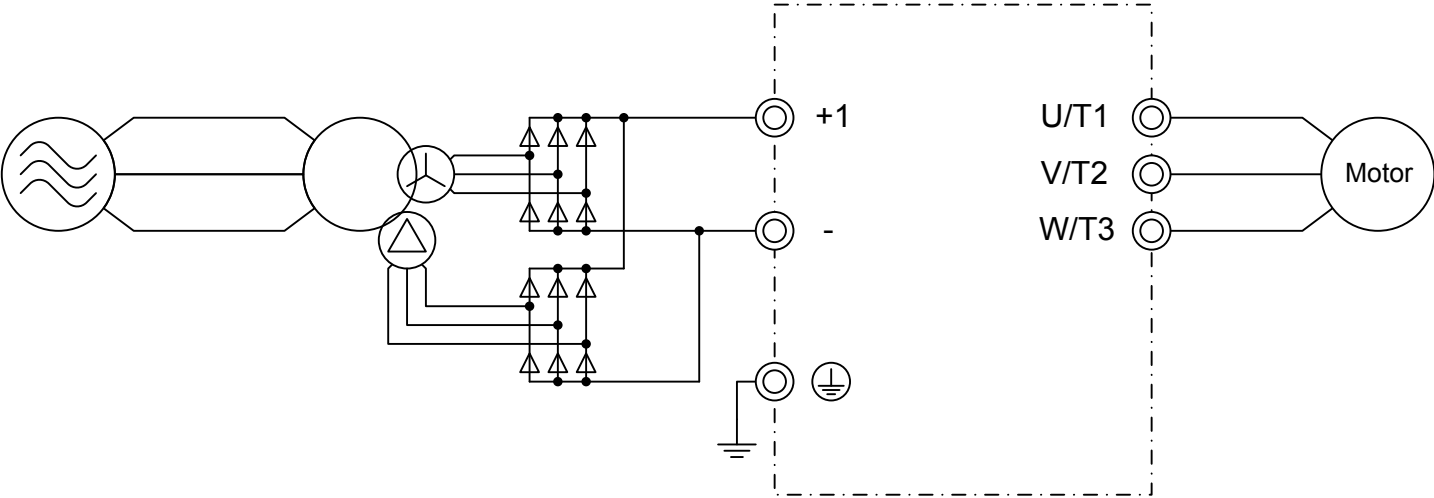 +1
U/T1
V/T2
Motor
-
W/T3